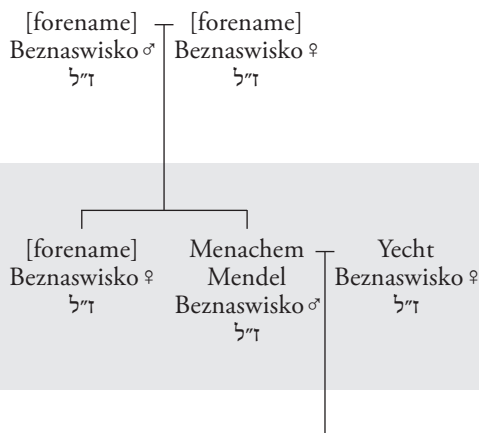 [forename] [forename]
Beznaswisko♂ Beznaswisko♀
ז״ל ז״ל
[forename] Menachem Yecht
Beznaswisko♀ Mendel Beznaswisko♀
ז״ל Beznaswisko♂ ז״ל
ז״ל